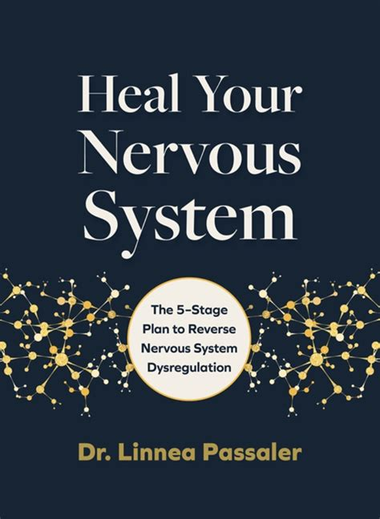 Heal Your
Nervous
System
The 5-Stage
Plan to Reverse
Nervous System
Dysregulation
Dr. Linnea Passaler